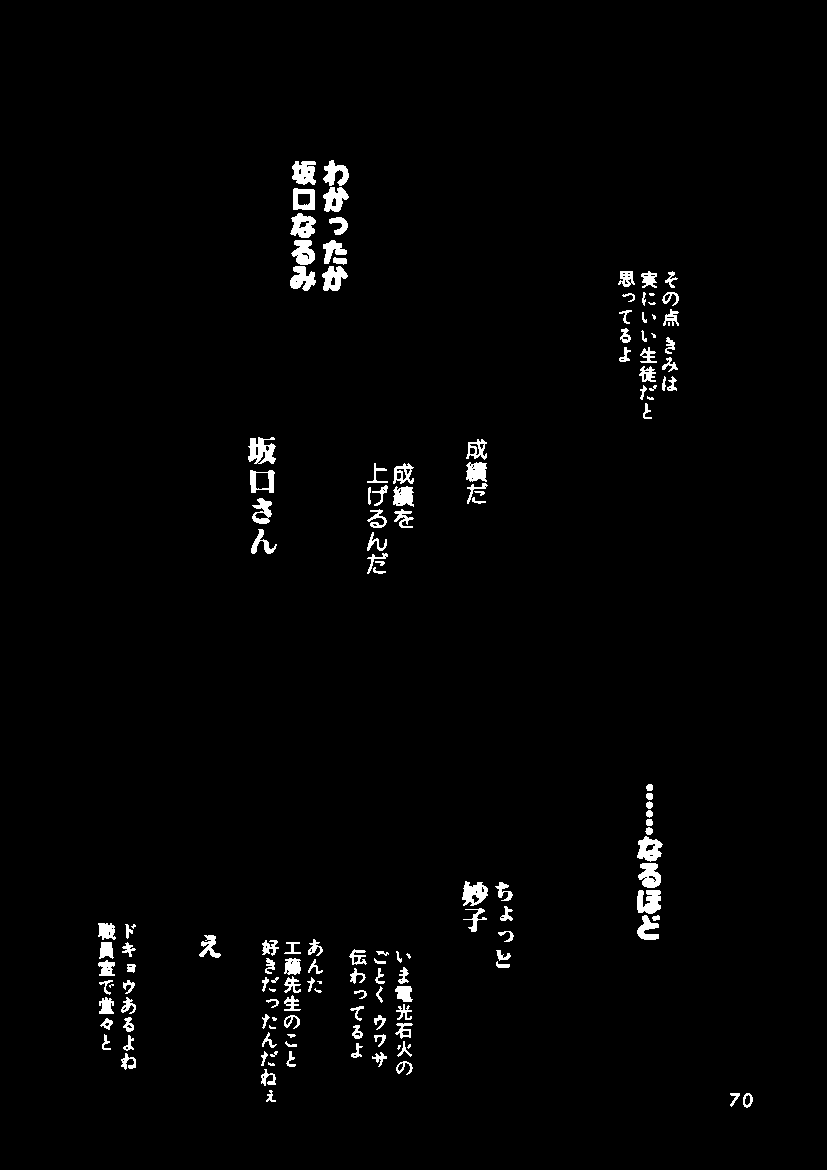 その点 きみは
実にいい生徒だと
思ってるよ
わかったか
坂口なるみ
成績だ
成績を
上げるんだ
坂口さん
……なるほど
ちょっと
妙子
いま電光石火の
ごとく ウワサ
伝わってるよ
あんた
工藤先生のこと
好きだったんだねぇ
え
ドキョウあるよね
職員室で堂々と
70